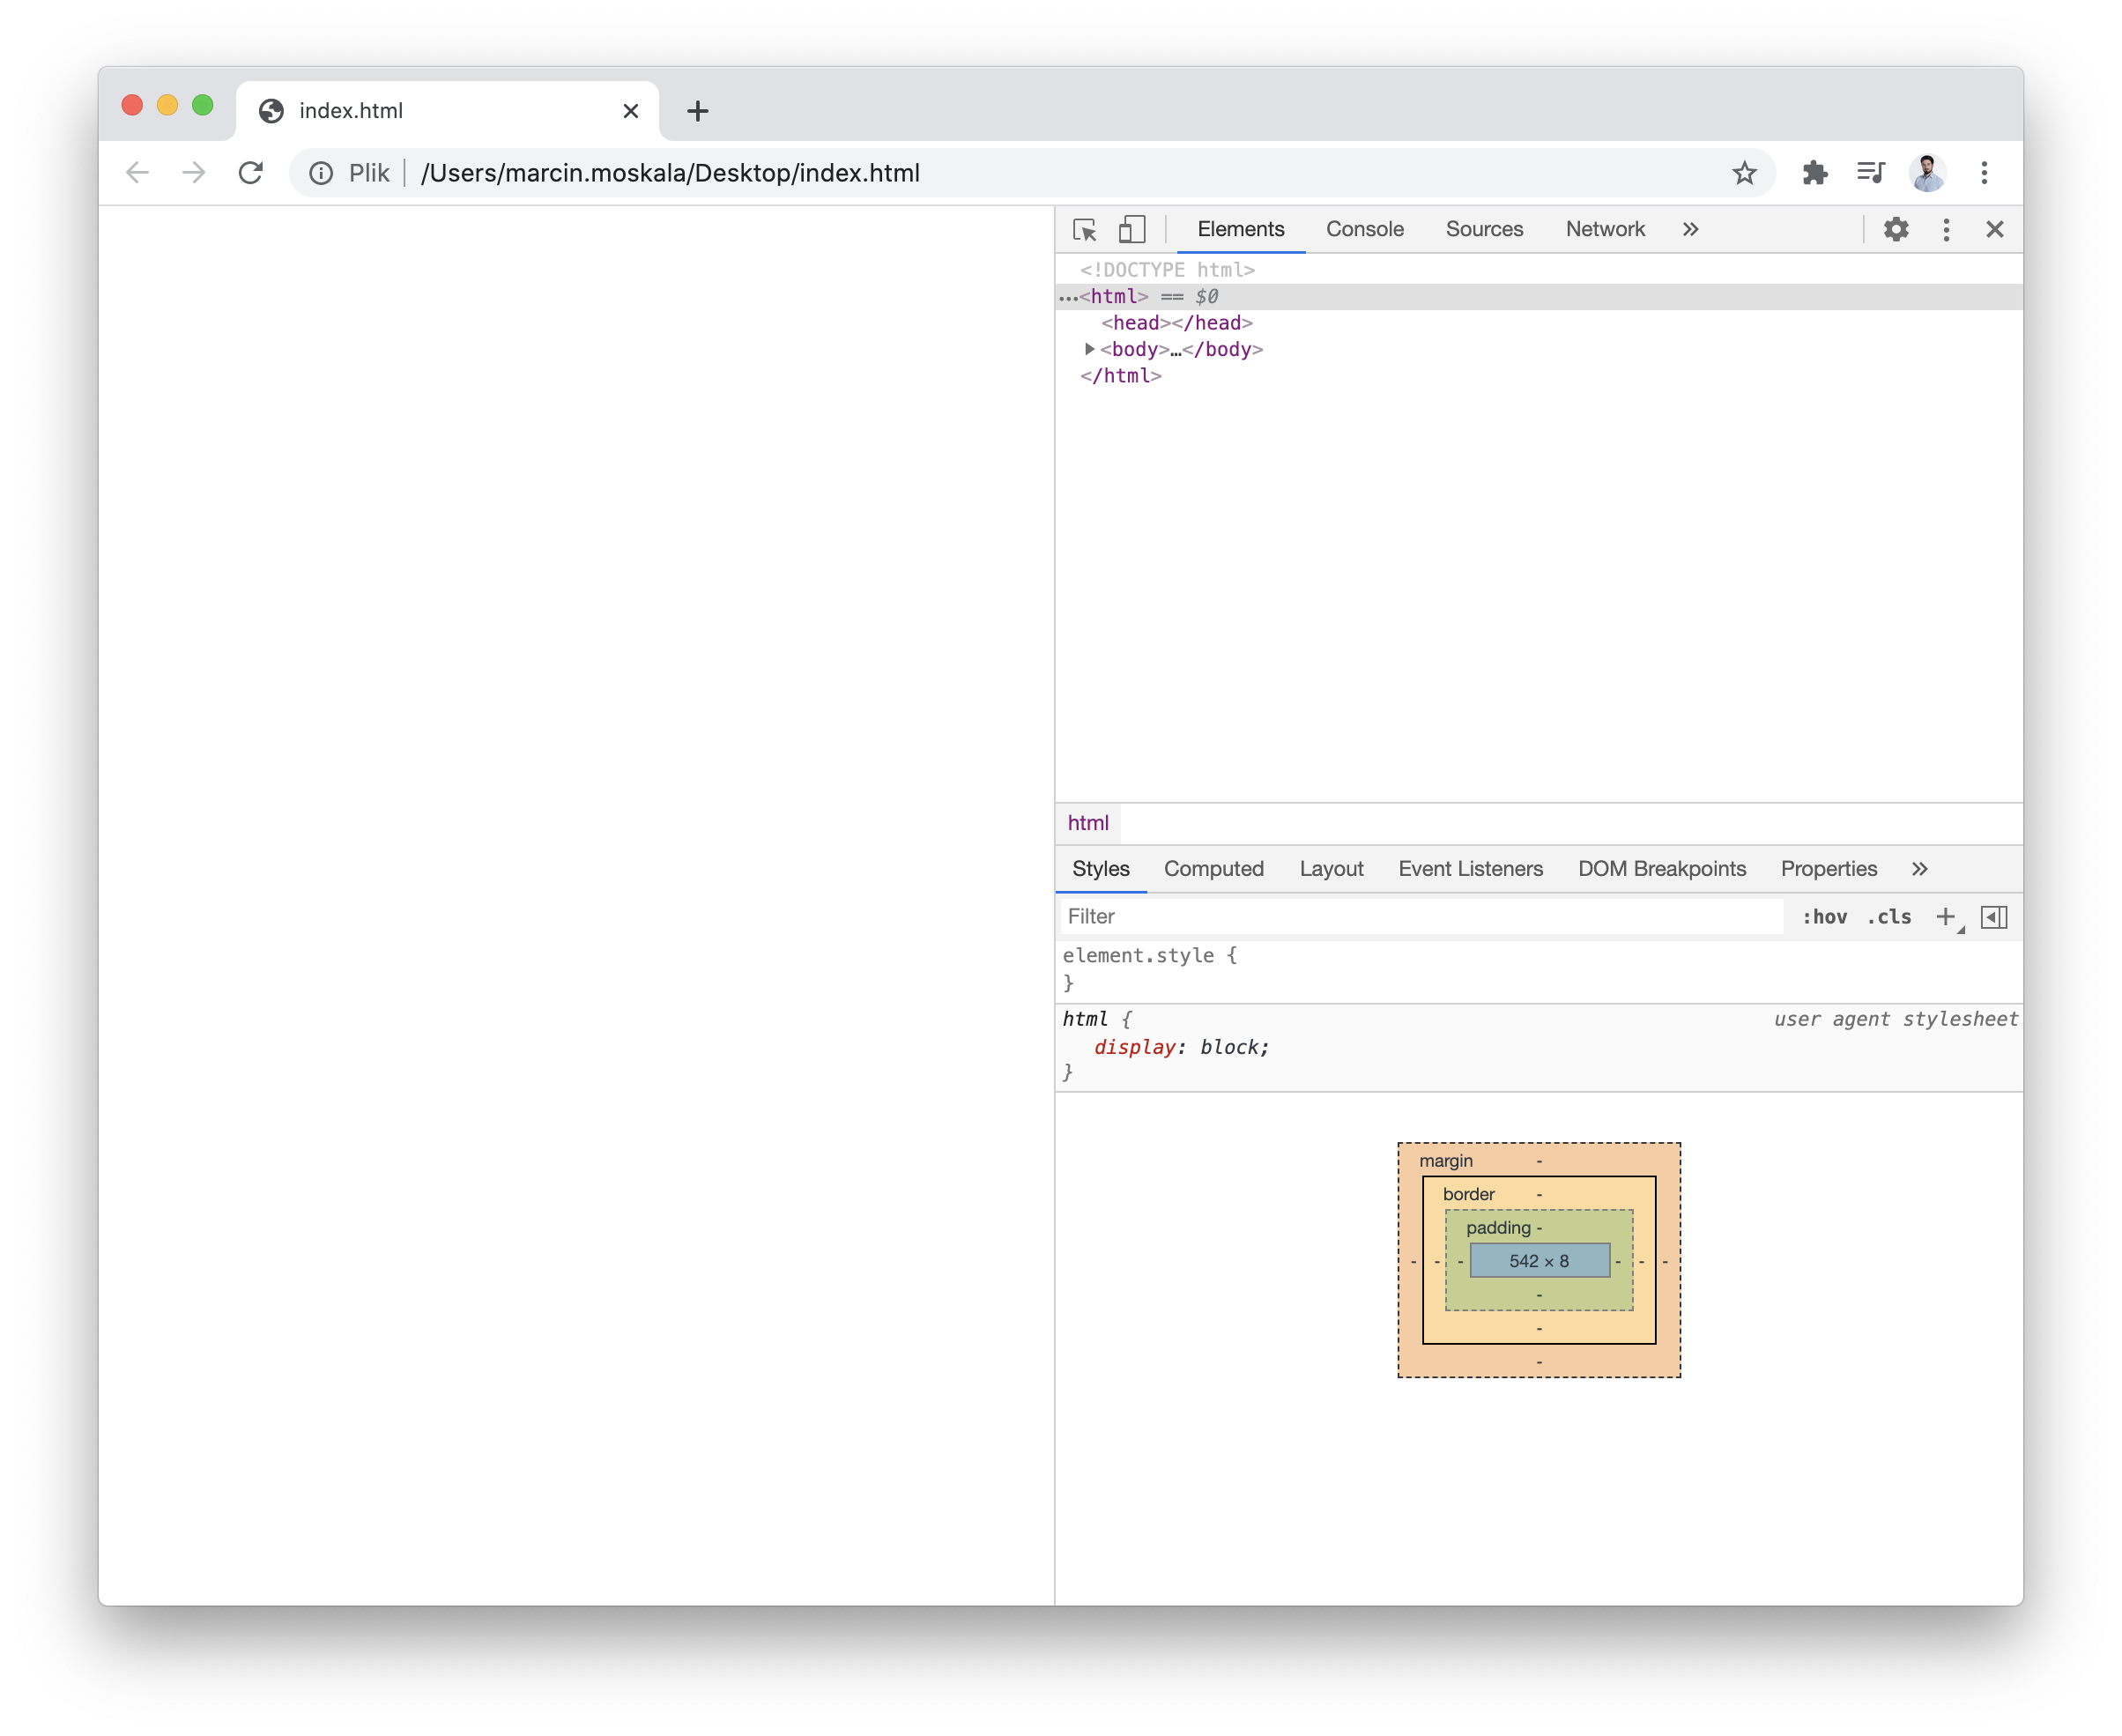 index.html
Plik /Users/marcin.moskala/Desktop/index.html
Elements Console Sources Network »
<!DOCTYPE html>
…<html> == $0
<head></head>
▶<body>…</body>
</html>
html
Styles Computed Layout Event Listeners DOM Breakpoints Properties »
Filter :hov .cls +
element.style {
}
html { user agent stylesheet
display: block;
}
margin -
border -
padding -
- - - 542 × 8 - - -
-
-
-